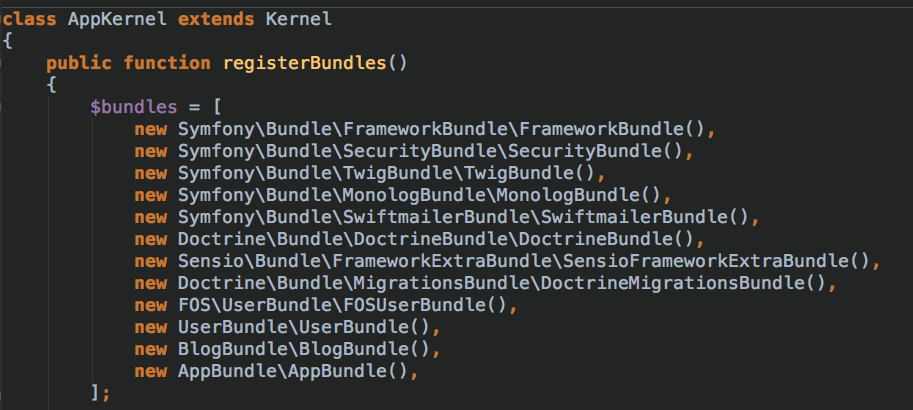 class AppKernel extends Kernel
{
    public function registerBundles()
    {
        $bundles = [
            new Symfony\Bundle\FrameworkBundle\FrameworkBundle(),
            new Symfony\Bundle\SecurityBundle\SecurityBundle(),
            new Symfony\Bundle\TwigBundle\TwigBundle(),
            new Symfony\Bundle\MonologBundle\MonologBundle(),
            new Symfony\Bundle\SwiftmailerBundle\SwiftmailerBundle(),
            new Doctrine\Bundle\DoctrineBundle\DoctrineBundle(),
            new Sensio\Bundle\FrameworkExtraBundle\SensioFrameworkExtraBundle(),
            new Doctrine\Bundle\MigrationsBundle\DoctrineMigrationsBundle(),
            new FOS\UserBundle\FOSUserBundle(),
            new UserBundle\UserBundle(),
            new BlogBundle\BlogBundle(),
            new AppBundle\AppBundle(),
        ];